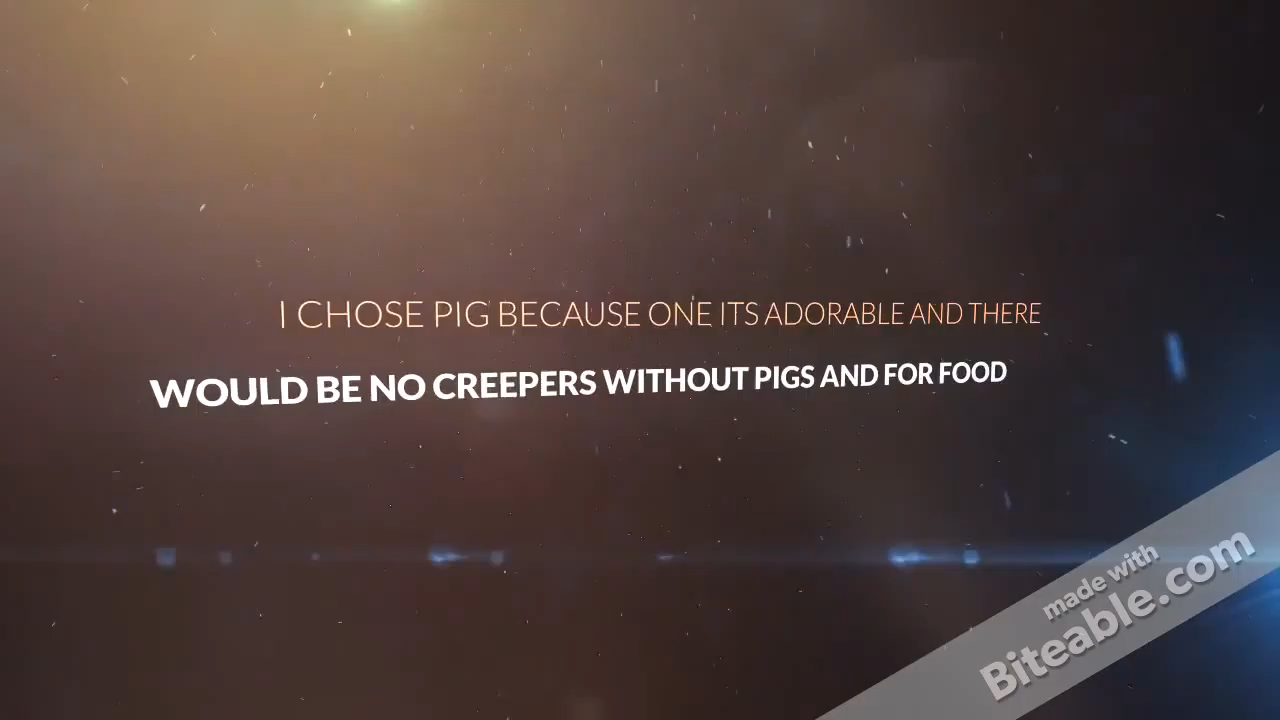 I CHOSE PIG BECAUSE ONE ITS ADORABLE AND THERE
WOULD BE NO CREEPERS WITHOUT PIGS AND FOR FOOD
made with
Biteable.com